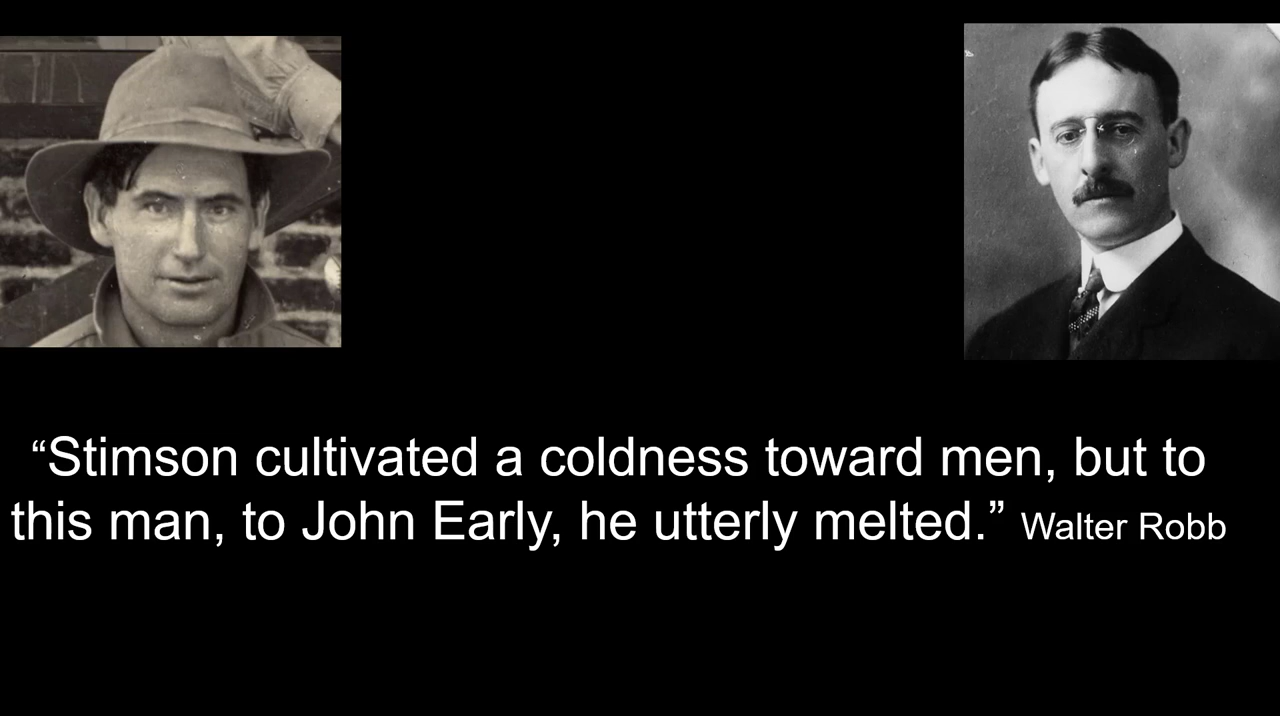 “Stimson cultivated a coldness toward men, but to
this man, to John Early, he utterly melted.” Walter Robb